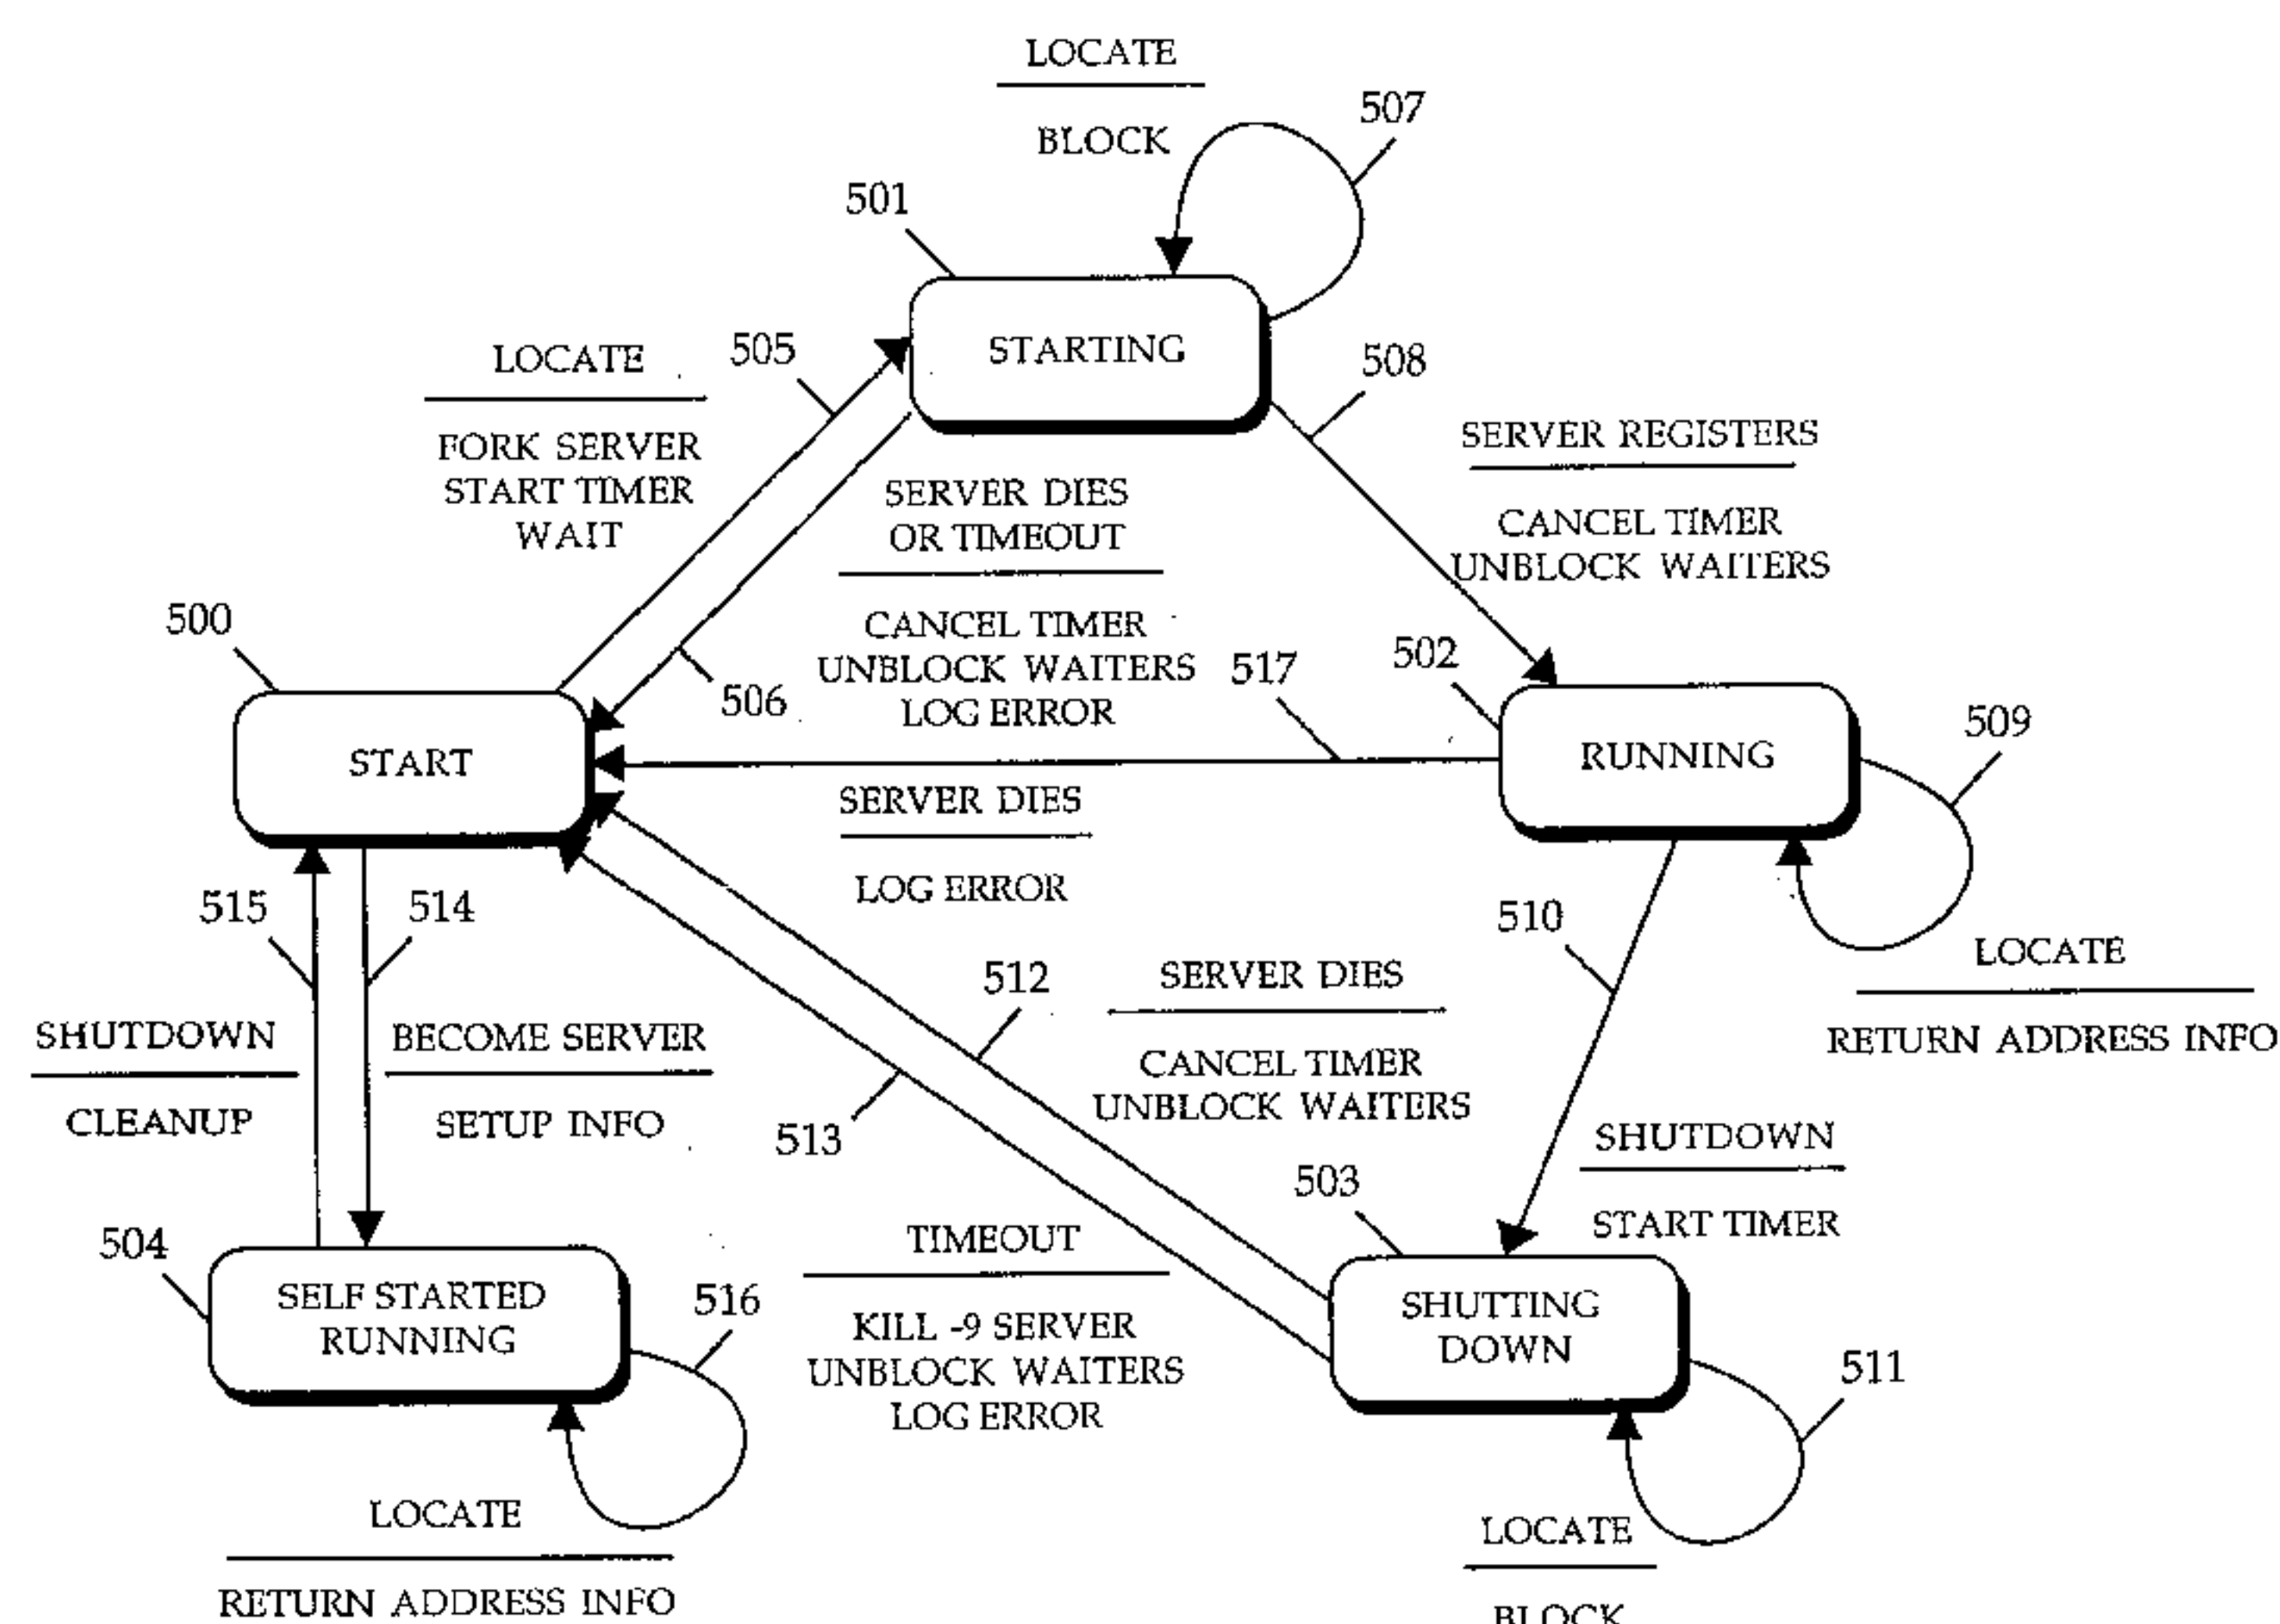 LOCATE
BLOCK
507
501
STARTING
LOCATE
505
FORK SERVER
START TIMER
WAIT
508
SERVER REGISTERS
CANCEL TIMER
UNBLOCK WAITERS
SERVER DIES
OR TIMEOUT
CANCEL TIMER
UNBLOCK WAITERS
LOG ERROR
506
500
START
517
502
RUNNING
509
SERVER DIES
LOG ERROR
LOCATE
RETURN ADDRESS INFO
515
514
SHUTDOWN
CLEANUP
BECOME SERVER
SETUP INFO
512
SERVER DIES
CANCEL TIMER
UNBLOCK WAITERS
513
510
SHUTDOWN
START TIMER
503
SHUTTING
DOWN
504
SELF STARTED
RUNNING
516
TIMEOUT
KILL -9 SERVER
UNBLOCK WAITERS
LOG ERROR
511
LOCATE
RETURN ADDRESS INFO
LOCATE
BLOCK